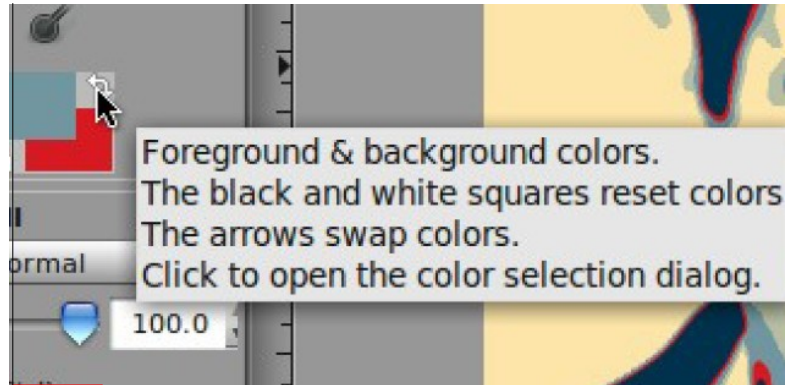 Foreground & background colors.
The black and white squares reset colors
The arrows swap colors.
Click to open the color selection dialog.
ormal
100.0